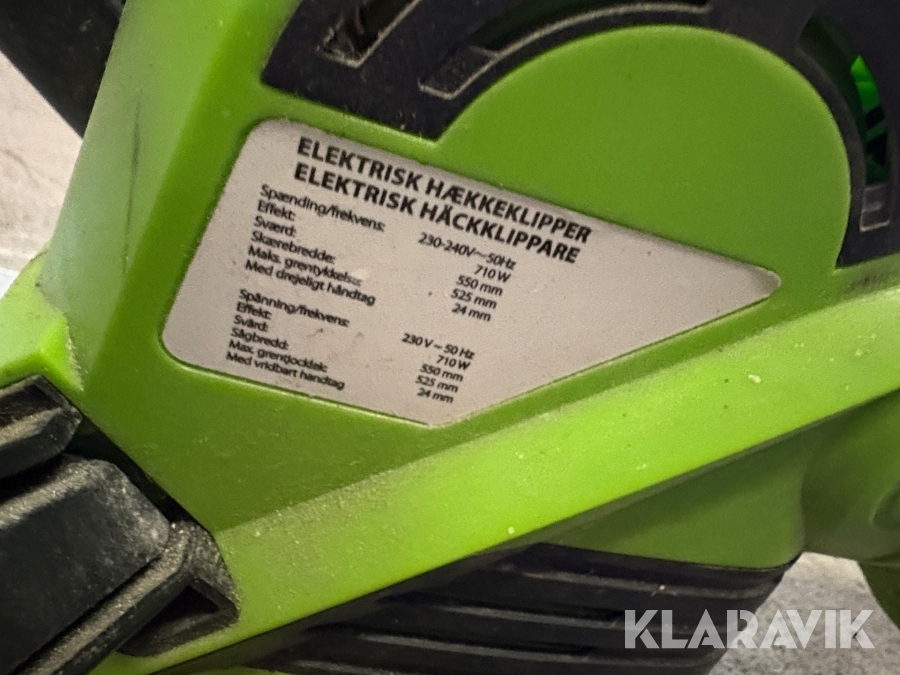 ELEKTRISK HÆKKEKLIPPER
ELEKTRISK HÄCKKLIPPARE
Spænding/frekvens: 230-240V~50Hz
Effekt: 710 W
Sværd: 550 mm
Skærebredde: 525 mm
Maks. grentykkelse: 24 mm
Med drejeligt håndtag
Spänning/frekvens: 230 V ~ 50 Hz
Effekt: 710 W
Svärd: 550 mm
Sågbredd: 525 mm
Max. grentjocklek: 24 mm
Med vridbart handtag
KLARAVIK